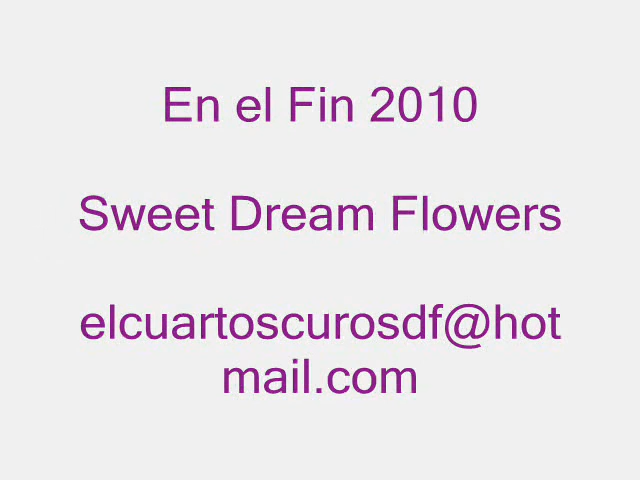 En el Fin 2010
Sweet Dream Flowers
elcuartoscurosdf@hot
mail.com